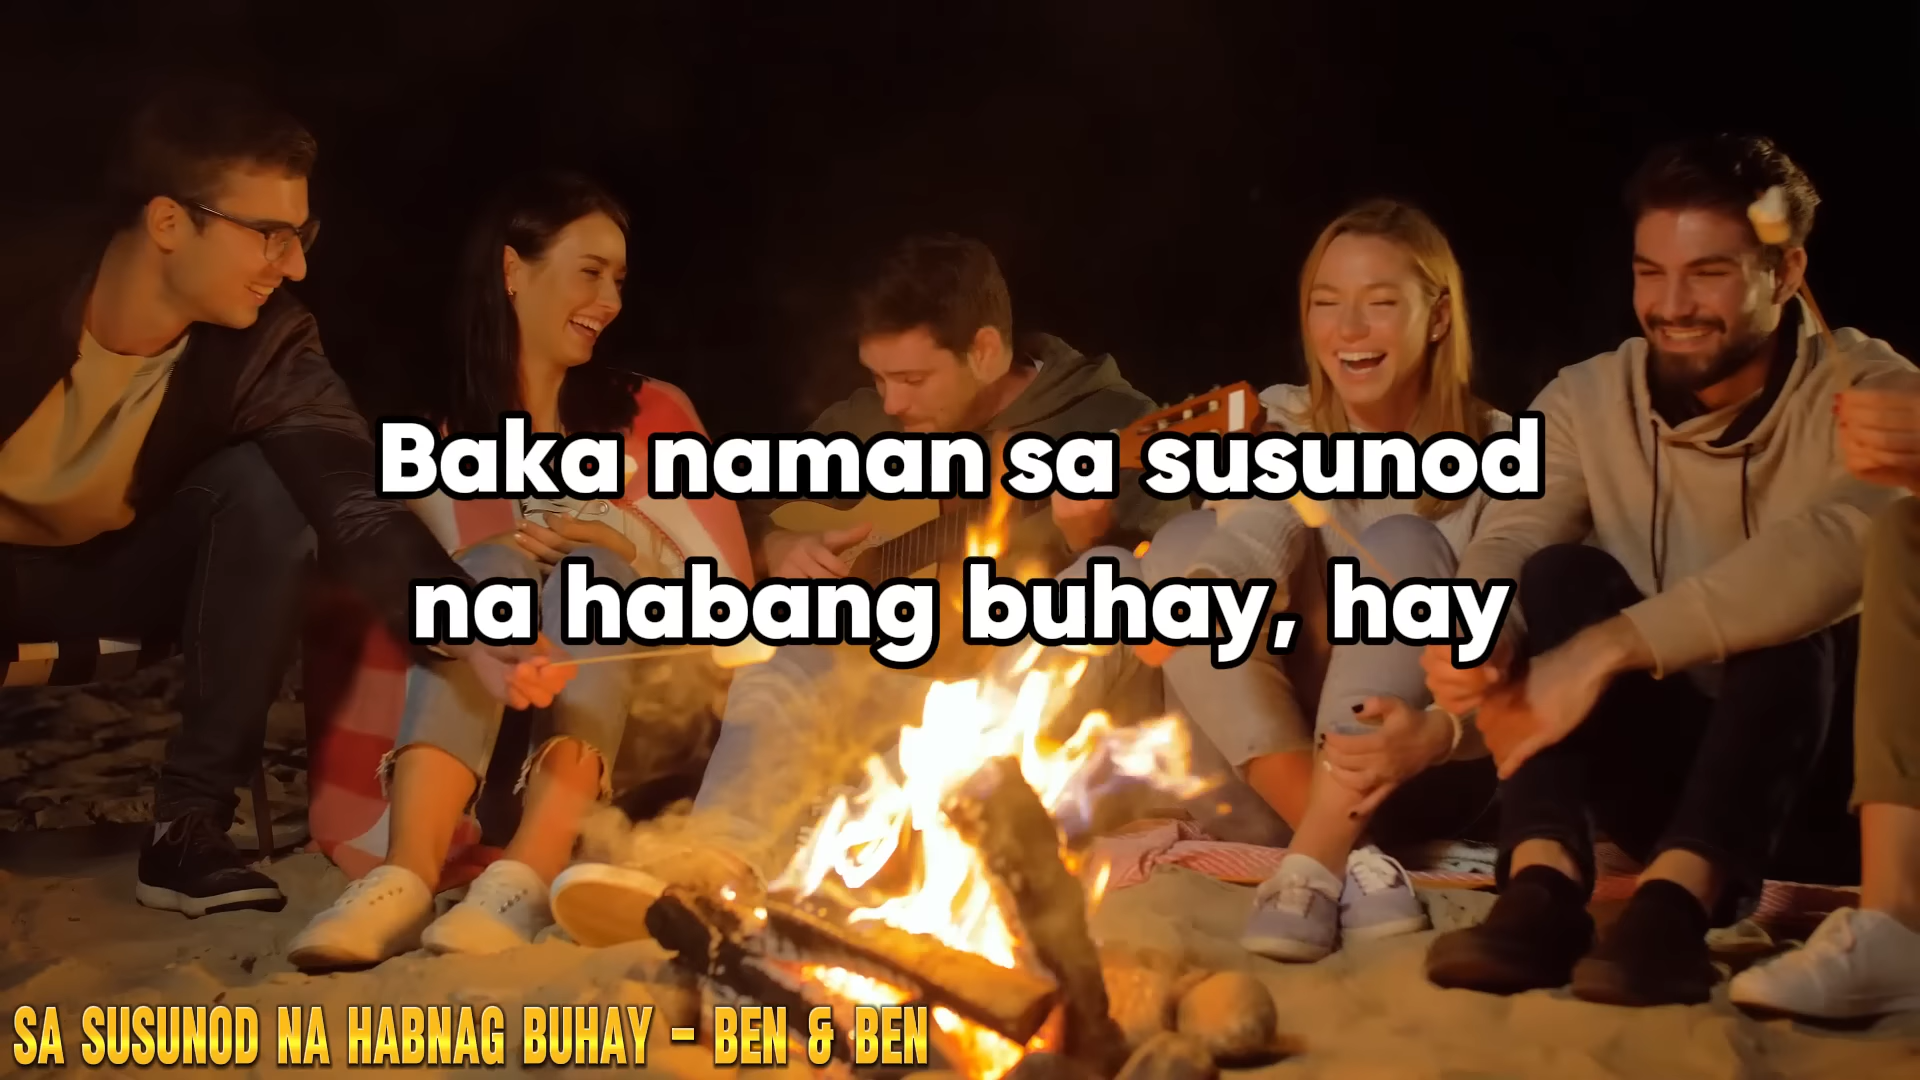 Baka naman sa susunod
na habang buhay, hay
SA SUSUNOD NA HABNAG BUHAY - BEN & BEN